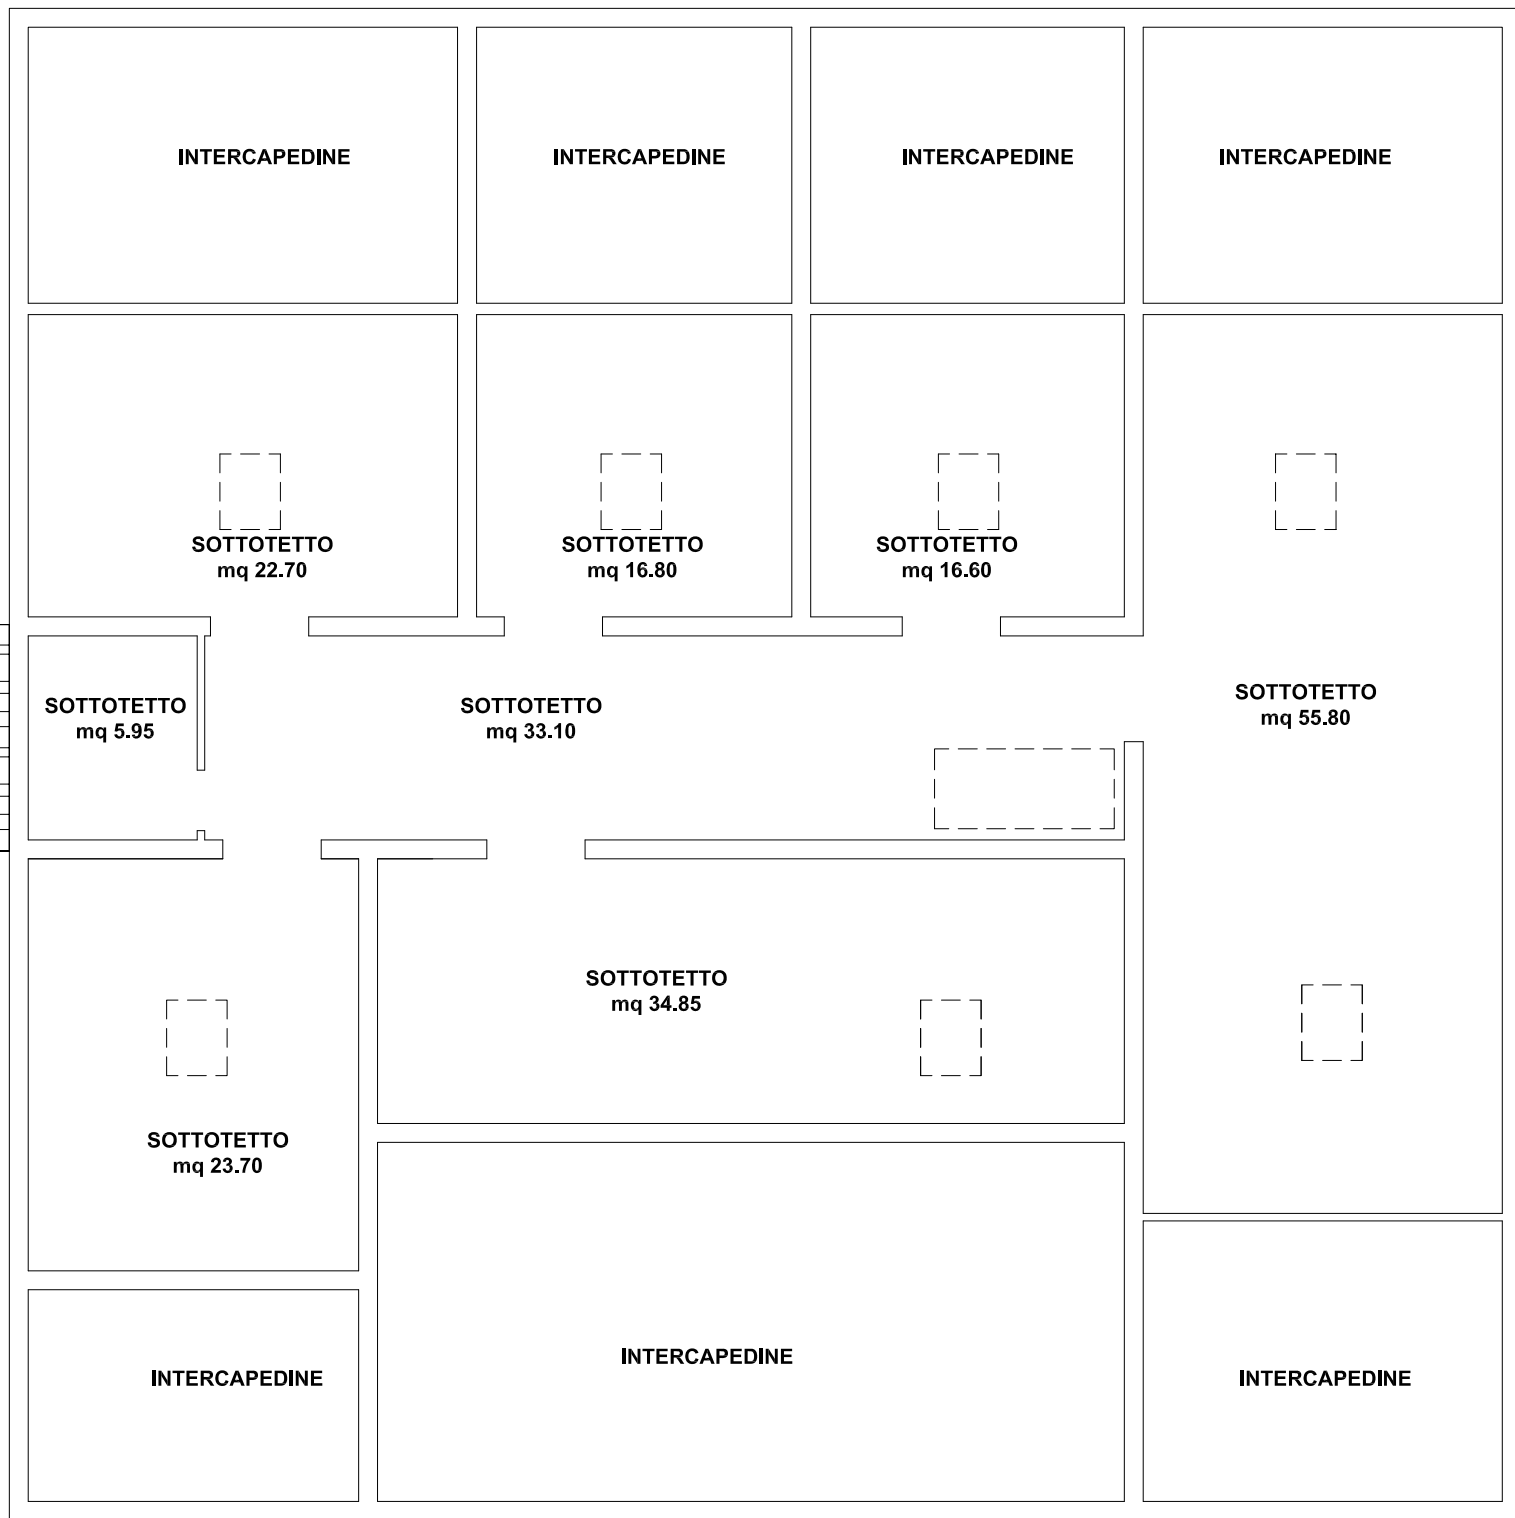 INTERCAPEDINE
INTERCAPEDINE
INTERCAPEDINE
INTERCAPEDINE
SOTTOTETTO
mq 22.70
SOTTOTETTO
mq 16.80
SOTTOTETTO
mq 16.60
SOTTOTETTO
mq 5.95
SOTTOTETTO
mq 33.10
SOTTOTETTO
mq 55.80
SOTTOTETTO
mq 34.85
SOTTOTETTO
mq 23.70
INTERCAPEDINE
INTERCAPEDINE
INTERCAPEDINE